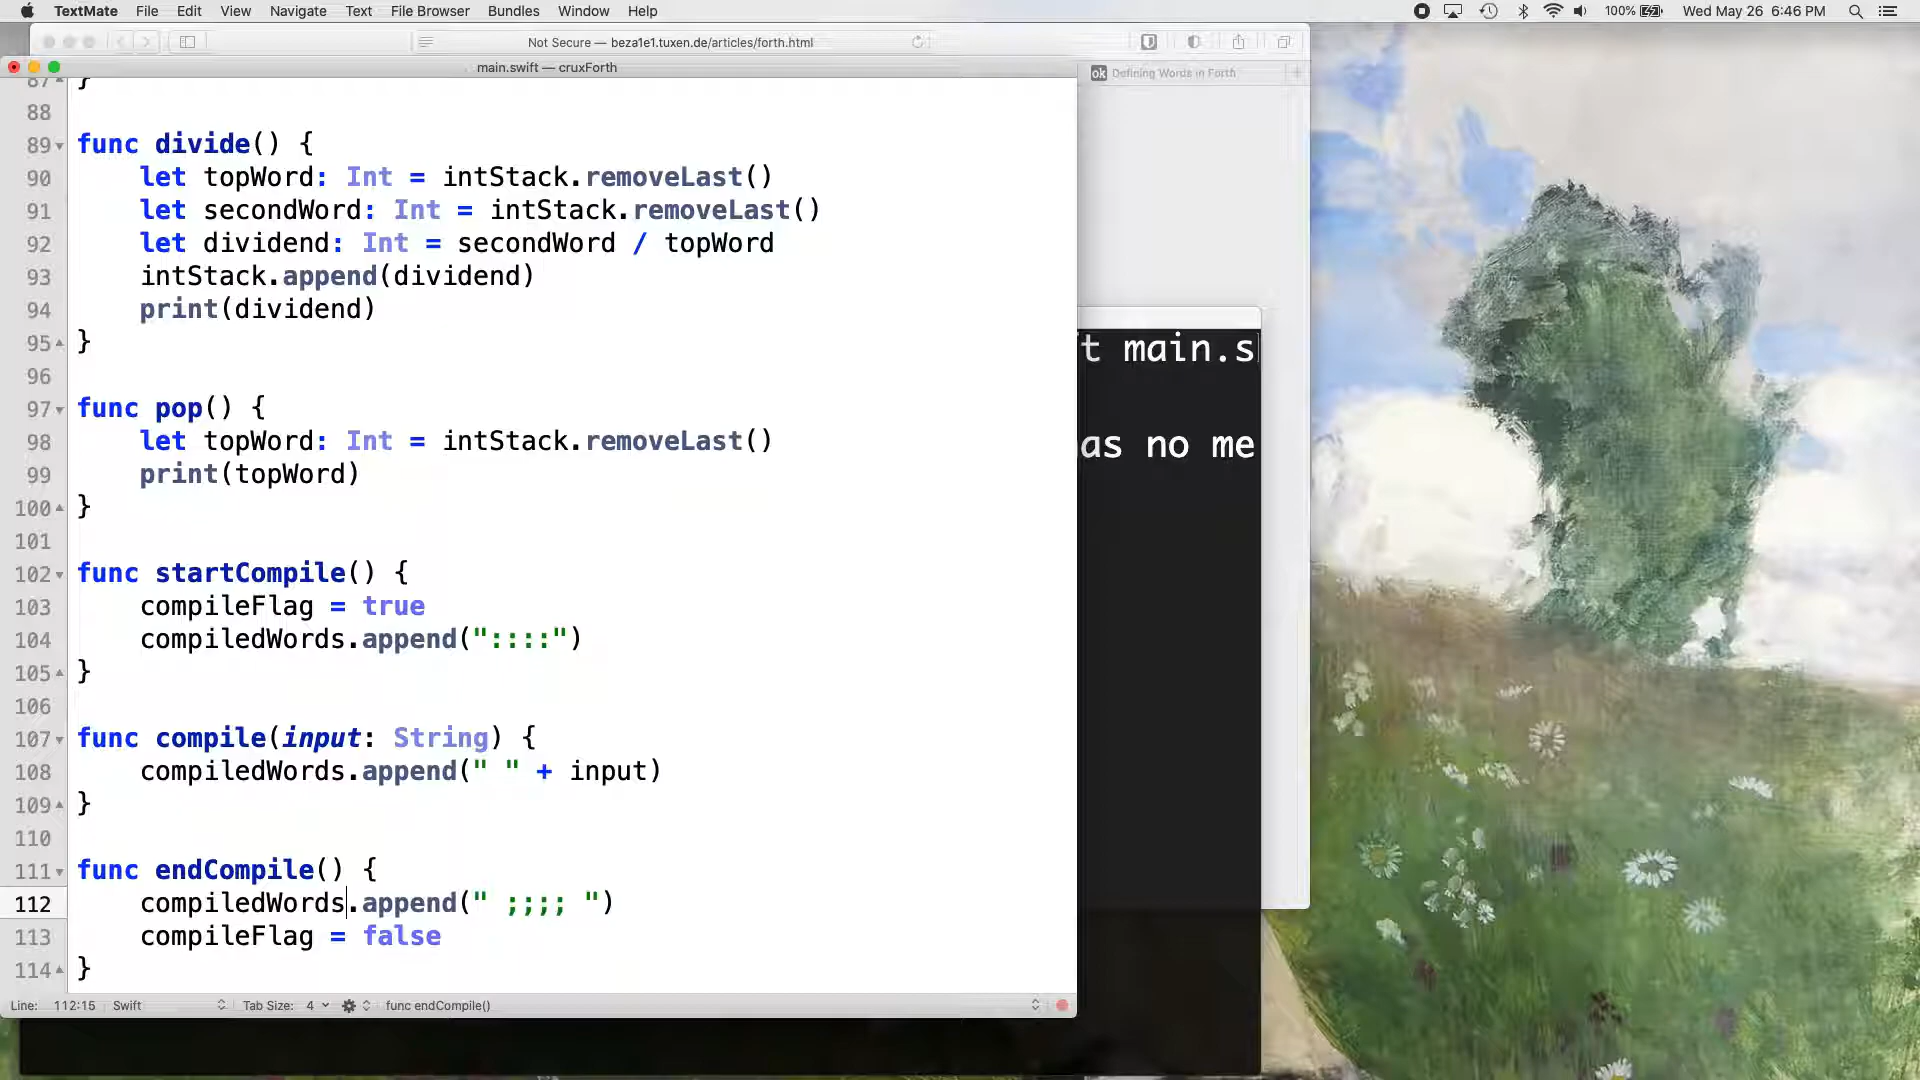 TextMate File Edit View Navigate Text File Browser Bundles Window Help 100% Wed May 26 6:46 PM
Not Secure — beza1e1.tuxen.de/articles/forth.html
main.swift — cruxForth
ok Defining Words in Forth
87 }
88
89 func divide() {
90 let topWord: Int = intStack.removeLast()
91 let secondWord: Int = intStack.removeLast()
92 let dividend: Int = secondWord / topWord
93 intStack.append(dividend)
94 print(dividend)
95 }
96
97 func pop() {
98 let topWord: Int = intStack.removeLast()
99 print(topWord)
100 }
101
102 func startCompile() {
103 compileFlag = true
104 compiledWords.append("::::")
105 }
106
107 func compile(input: String) {
108 compiledWords.append(" " + input)
109 }
110
111 func endCompile() {
112 compiledWords.append(" ;;;; ")
113 compileFlag = false
114 }
t main.s
as no me
Line: 112:15 Swift Tab Size: 4 func endCompile()